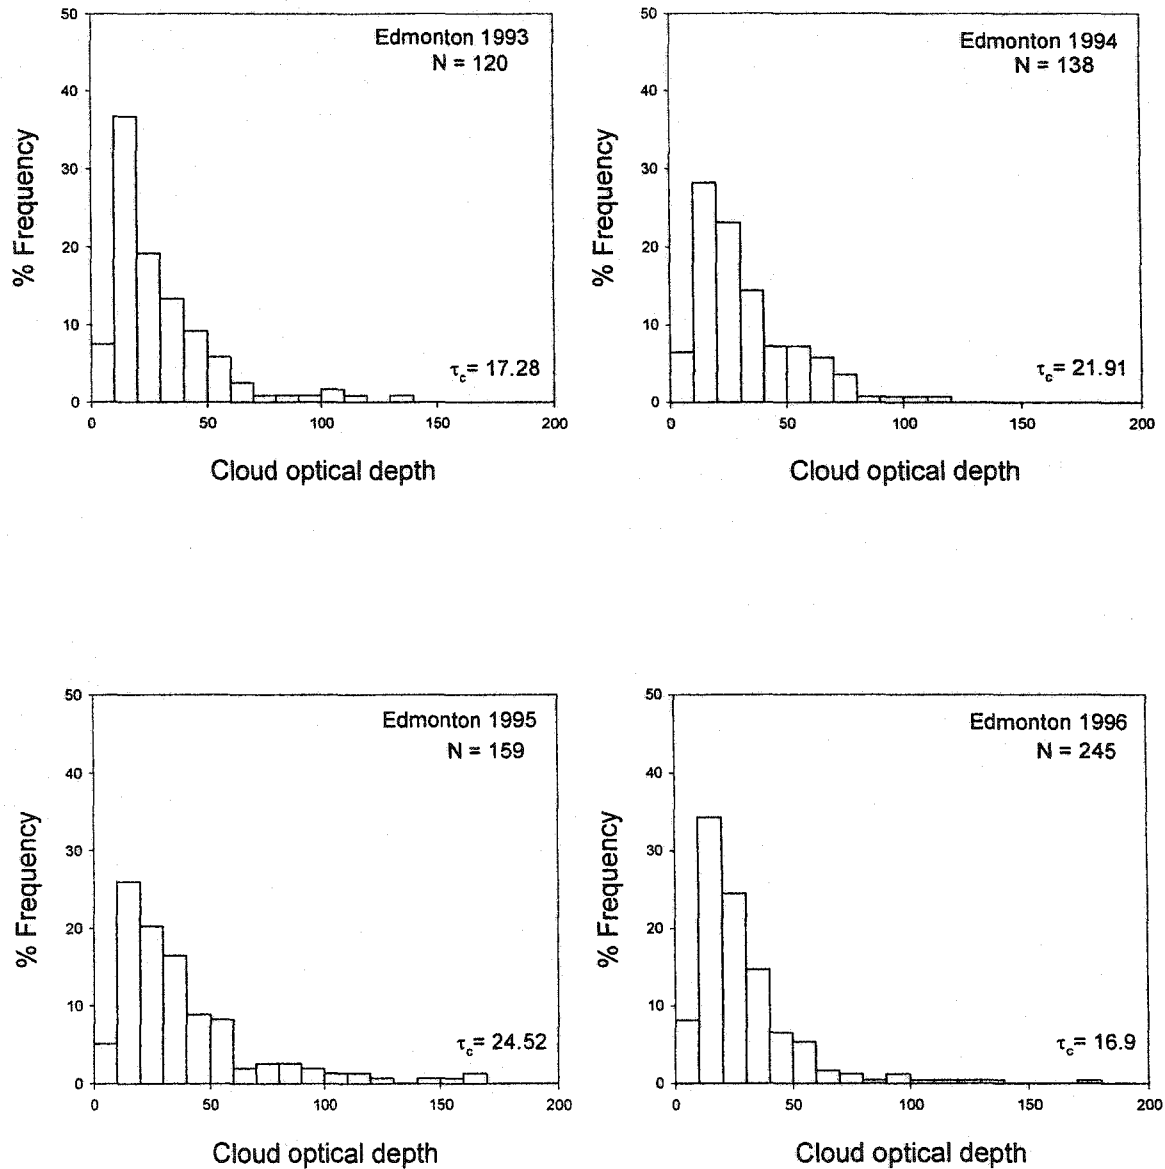 50
Edmonton 1993
N = 120
40
30
20
10
0
% Frequency
τc= 17.28
0 50 100 150 200
Cloud optical depth
50
Edmonton 1994
N = 138
40
30
20
10
0
% Frequency
τc= 21.91
0 50 100 150 200
Cloud optical depth
50
Edmonton 1995
N = 159
40
30
20
10
0
% Frequency
τc= 24.52
0 50 100 150 200
Cloud optical depth
50
Edmonton 1996
N = 245
40
30
20
10
0
% Frequency
τc= 16.9
0 50 100 150 200
Cloud optical depth